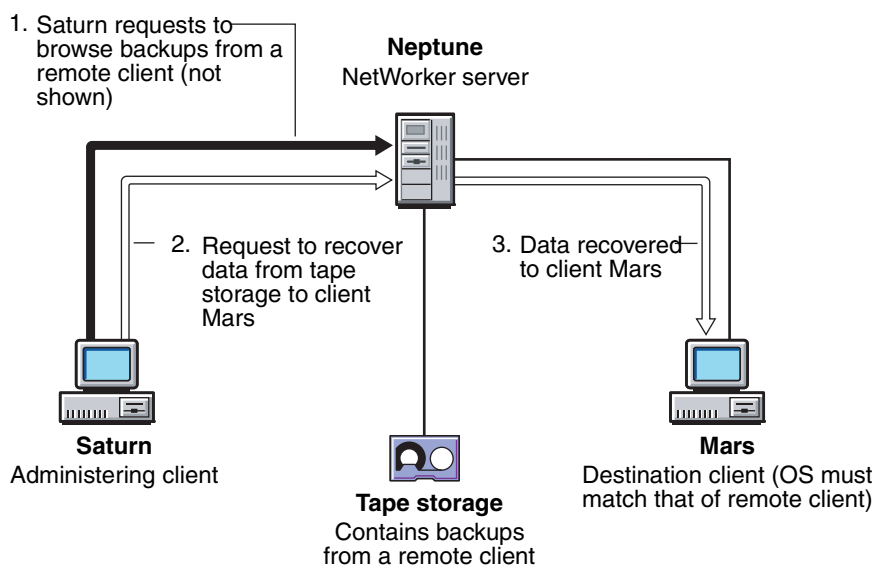 1. Saturn requests to
browse backups from a
remote client (not
shown)
Neptune
NetWorker server
2. Request to recover
data from tape
storage to client
Mars
3. Data recovered
to client Mars
Saturn
Administering client
Tape storage
Contains backups
from a remote client
Mars
Destination client (OS must
match that of remote client)